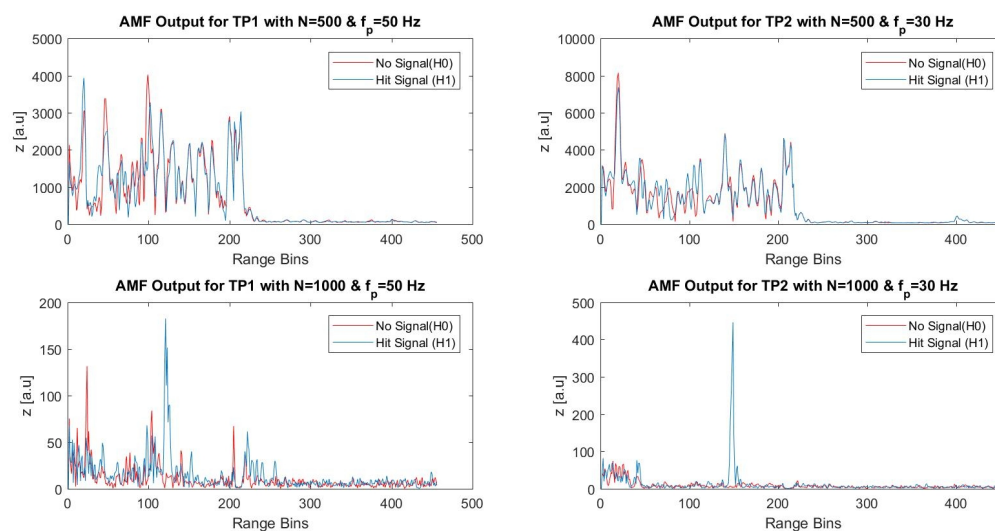 AMF Output for TP1 with N=500 & f_p=50 Hz
5000
4000
3000
2000
1000
0
z [a.u]
No Signal(H0)
Hit Signal (H1)
0 100 200 300 400 500
Range Bins
AMF Output for TP2 with N=500 & f_p=30 Hz
10000
8000
6000
4000
2000
0
z [a.u]
No Signal(H0)
Hit Signal (H1)
0 100 200 300 400
Range Bins
AMF Output for TP1 with N=1000 & f_p=50 Hz
200
150
100
50
0
z [a.u]
No Signal(H0)
Hit Signal (H1)
0 100 200 300 400 500
Range Bins
AMF Output for TP2 with N=1000 & f_p=30 Hz
500
400
300
200
100
0
z [a.u]
No Signal(H0)
Hit Signal (H1)
0 100 200 300 400
Range Bins